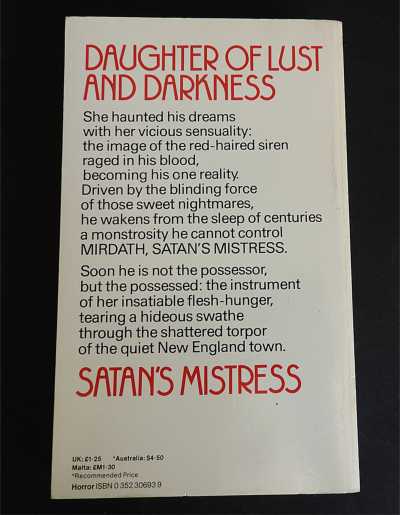 DAUGHTER OF LUST
AND DARKNESS
She haunted his dreams
with her vicious sensuality:
the image of the red-haired siren
raged in his blood,
becoming his one reality.
Driven by the blinding force
of those sweet nightmares,
he wakens from the sleep of centuries
a monstrosity he cannot control
MIRDATH, SATAN'S MISTRESS.
Soon he is not the possessor,
but the possessed: the instrument
of her insatiable flesh-hunger,
tearing a hideous swathe
through the shattered torpor
of the quiet New England town.
SATAN'S MISTRESS
UK: £1·25 *Australia: $4·50
Malta: £M1·30
*Recommended Price
Horror ISBN 0 352 30693 9